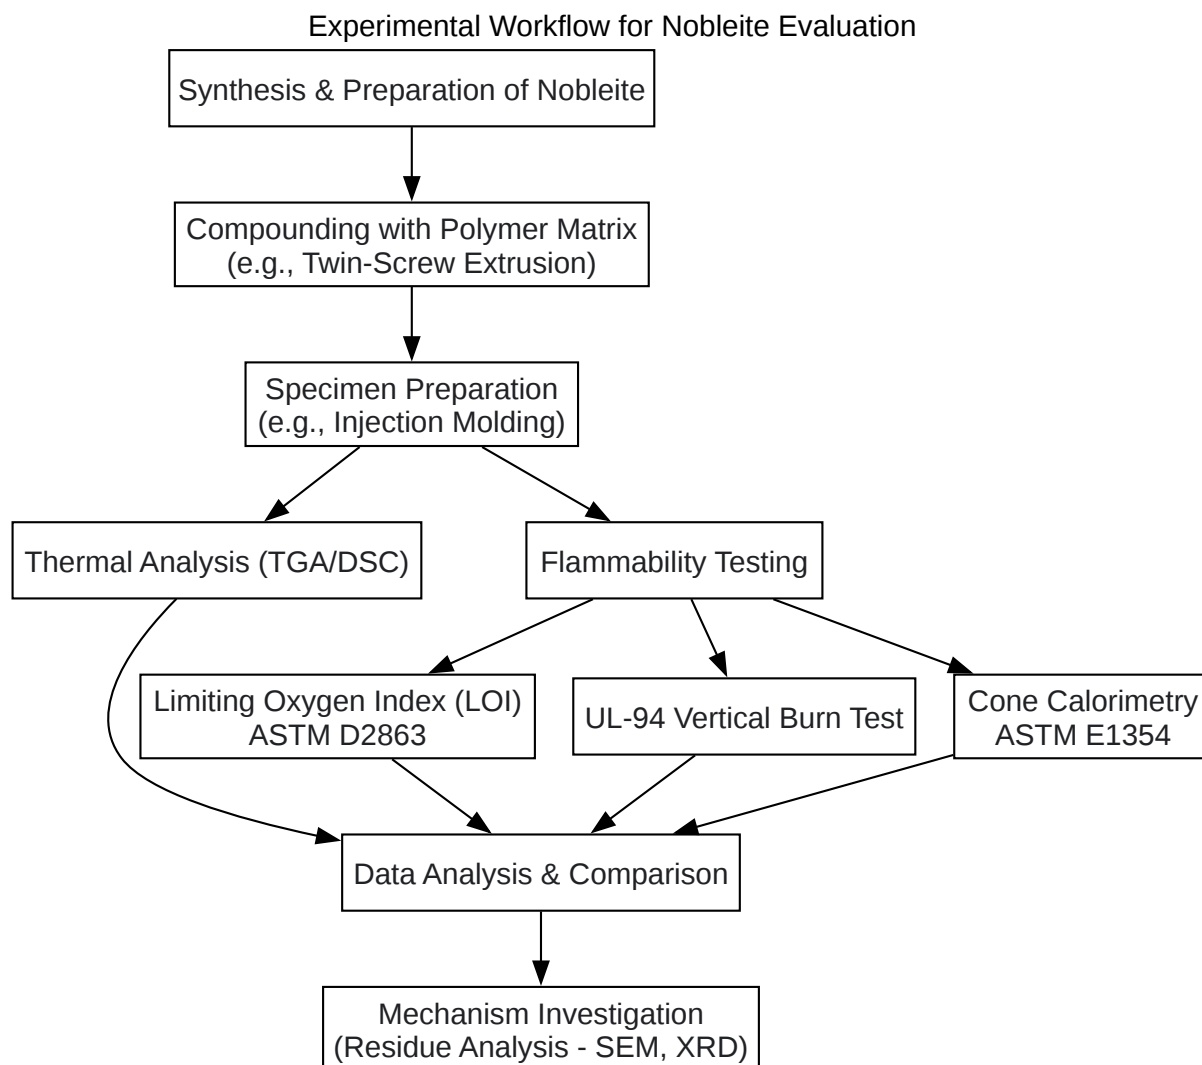 Experimental Workflow for Nobleite Evaluation
Synthesis & Preparation of Nobleite
Compounding with Polymer Matrix
(e.g., Twin-Screw Extrusion)
Specimen Preparation
(e.g., Injection Molding)
Thermal Analysis (TGA/DSC)
Flammability Testing
Limiting Oxygen Index (LOI)
ASTM D2863
UL-94 Vertical Burn Test
Cone Calorimetry
ASTM E1354
Data Analysis & Comparison
Mechanism Investigation
(Residue Analysis - SEM, XRD)